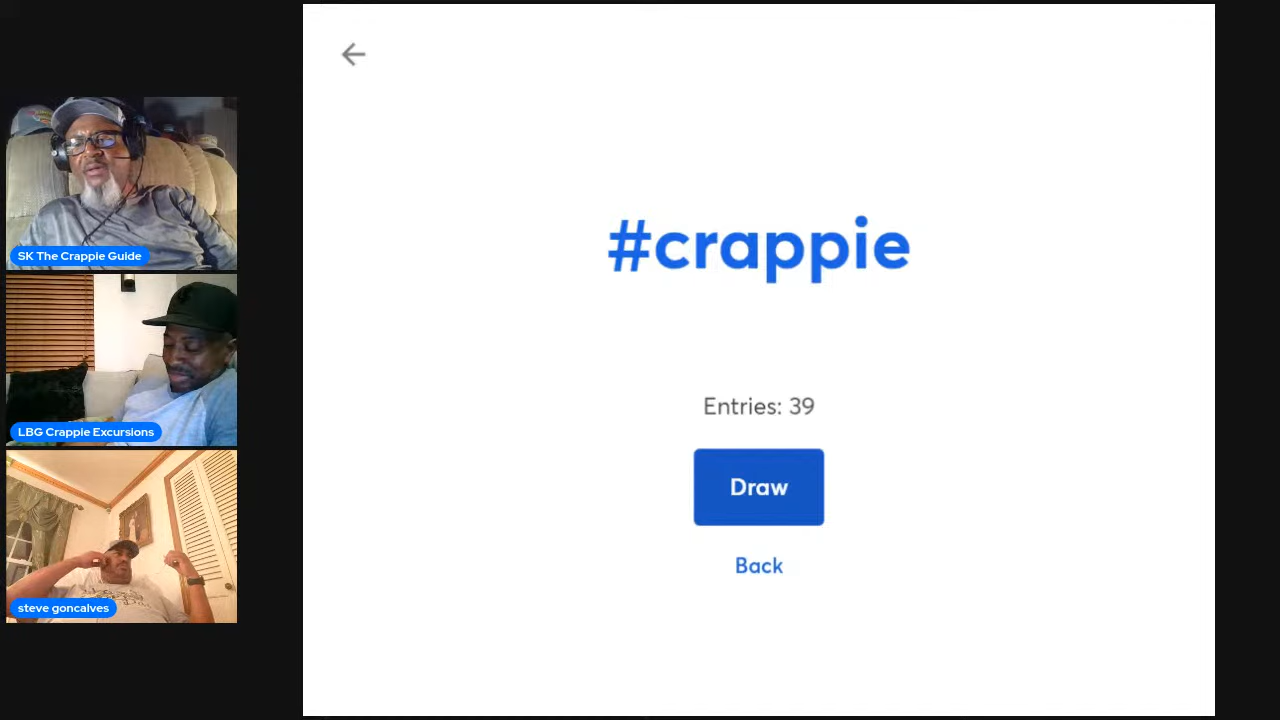 SK The Crappie Guide
LBG Crappie Excursions
steve goncalves
#crappie
Entries: 39
Draw
Back